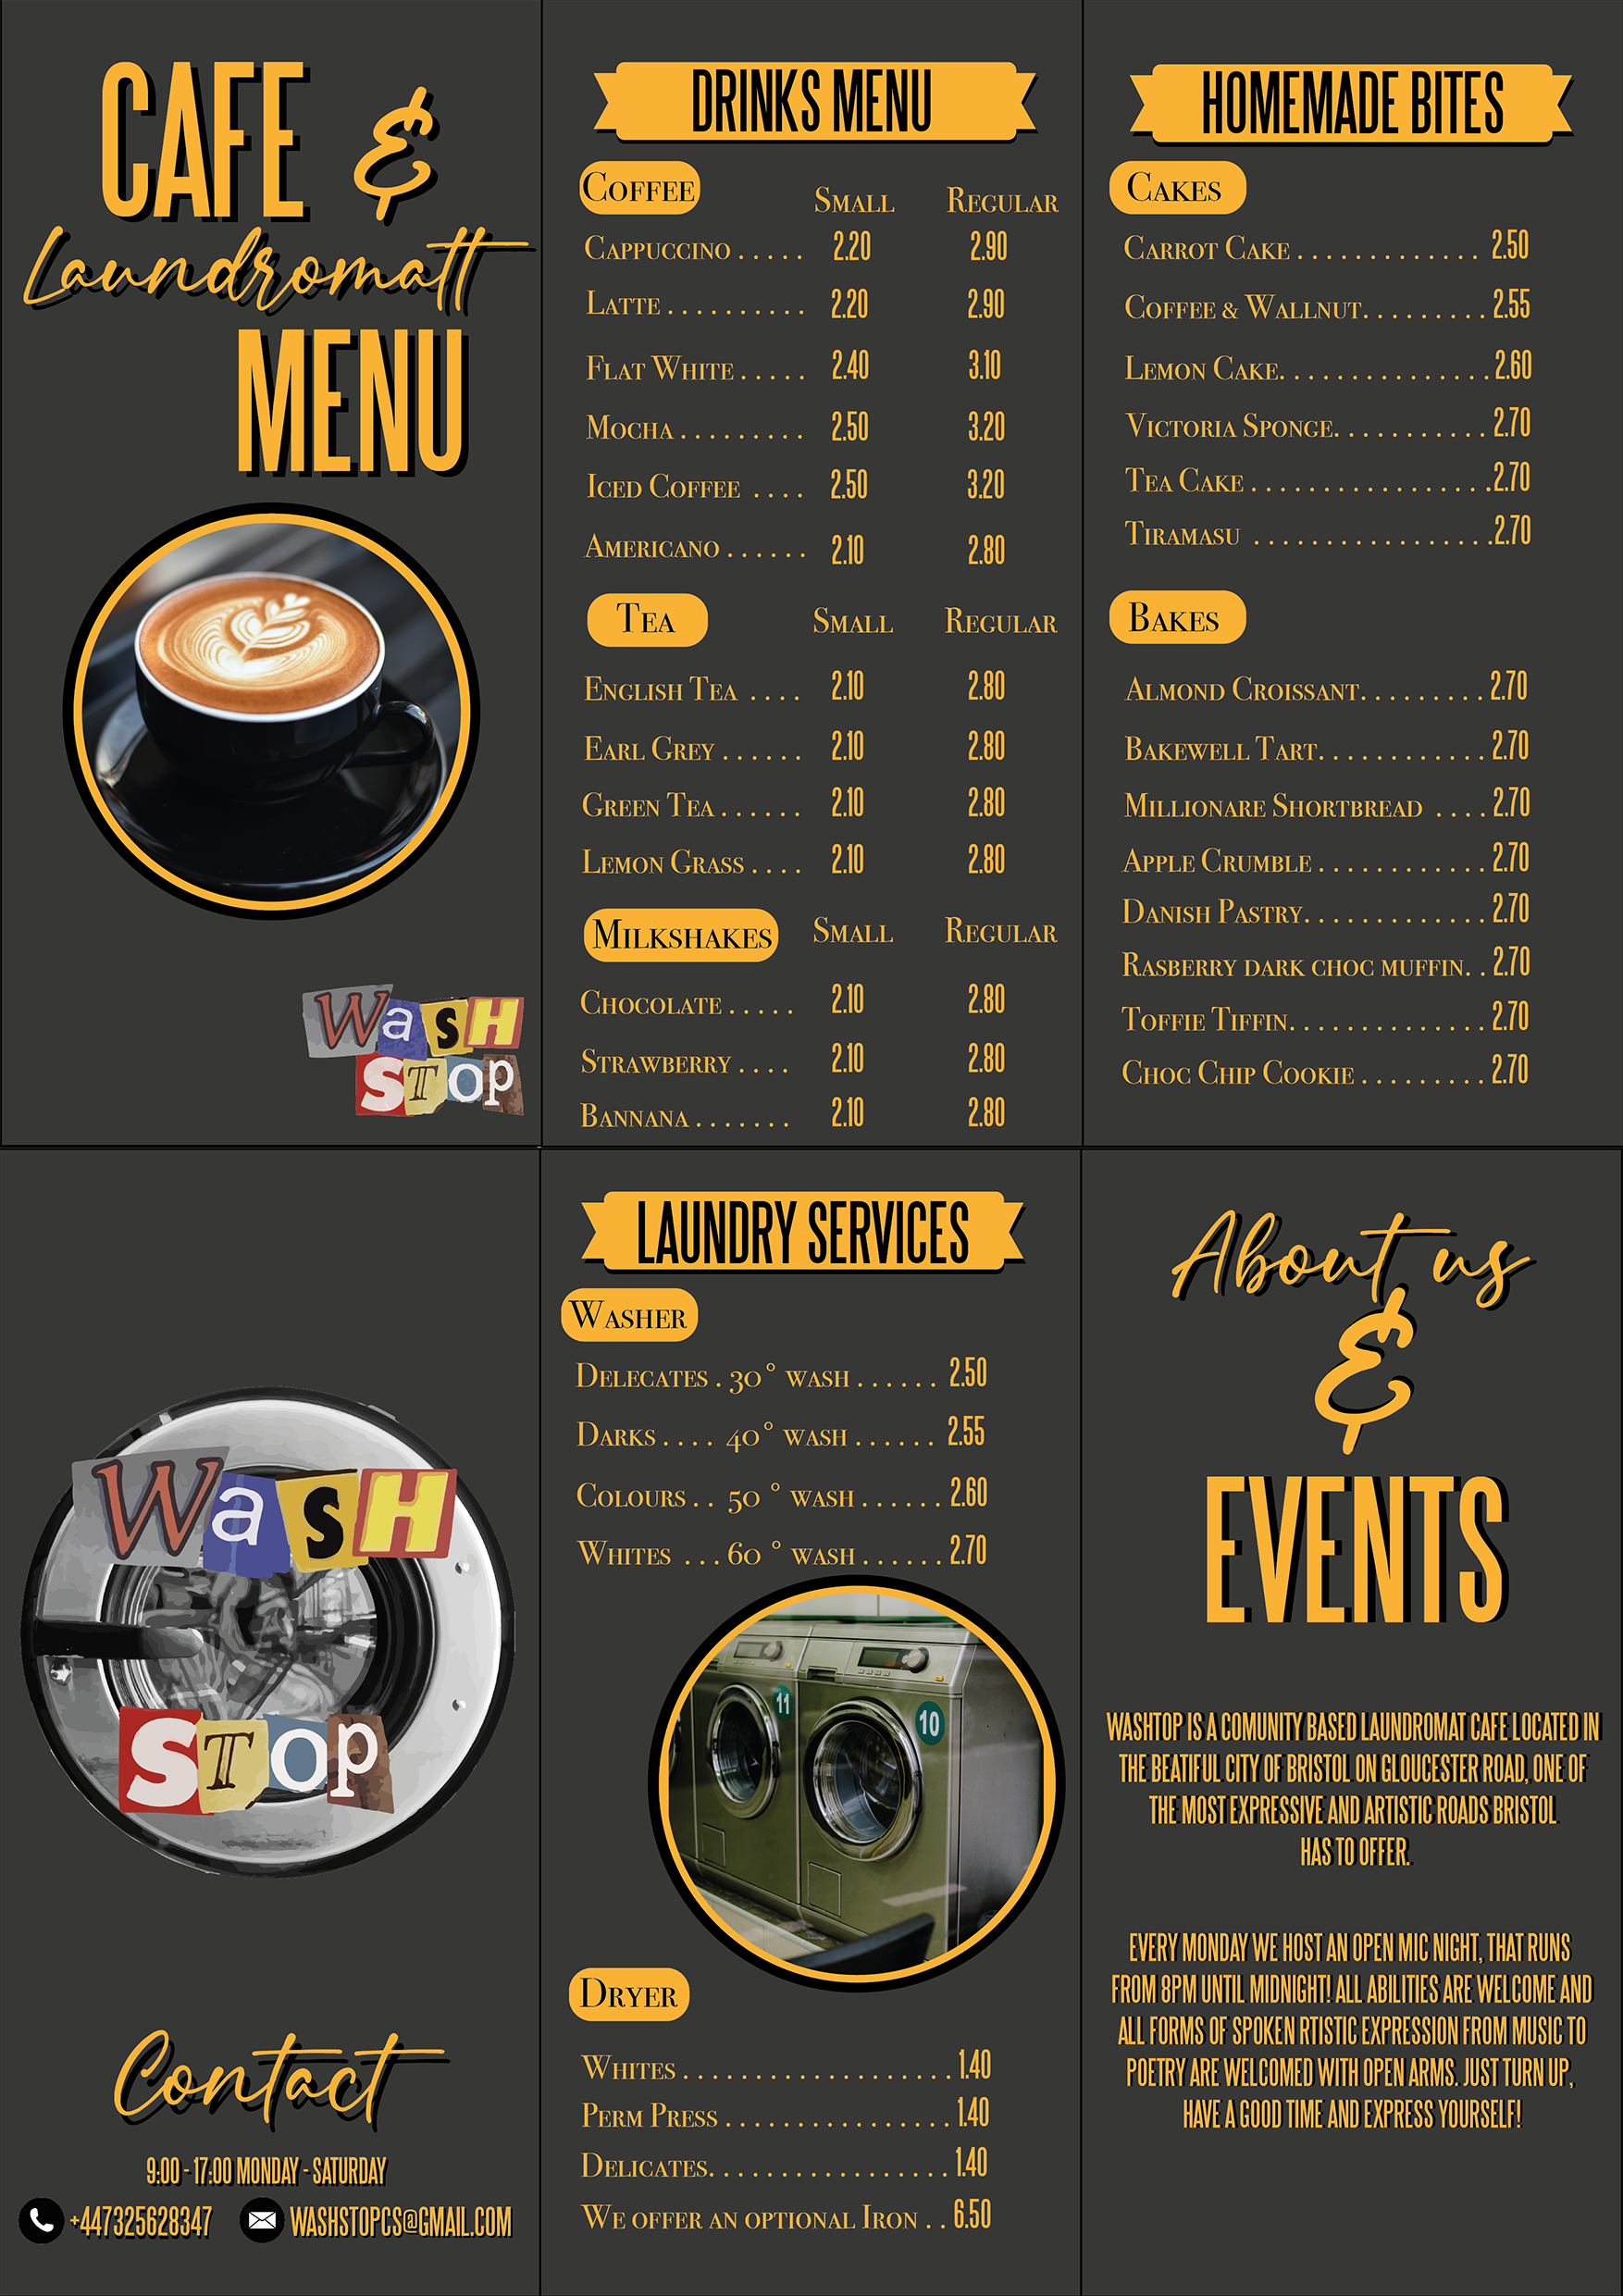 CAFE &
Laundromatt
MENU
WaSH
STOP
DRINKS MENU
COFFEE SMALL REGULAR
CAPPUCCINO ..... 2.20 2.90
LATTE .......... 2.20 2.90
FLAT WHITE ..... 2.40 3.10
MOCHA ......... 2.50 3.20
ICED COFFEE .... 2.50 3.20
AMERICANO ...... 2.10 2.80
TEA SMALL REGULAR
ENGLISH TEA .... 2.10 2.80
EARL GREY ...... 2.10 2.80
GREEN TEA ...... 2.10 2.80
LEMON GRASS .... 2.10 2.80
MILKSHAKES SMALL REGULAR
CHOCOLATE ..... 2.10 2.80
STRAWBERRY .... 2.10 2.80
BANNANA ....... 2.10 2.80
HOMEMADE BITES
CAKES
CARROT CAKE ............. 2.50
COFFEE & WALLNUT......... 2.55
LEMON CAKE............... 2.60
VICTORIA SPONGE........... 2.70
TEA CAKE .................2.70
TIRAMASU .................2.70
BAKES
ALMOND CROISSANT......... 2.70
BAKEWELL TART............ 2.70
MILLIONARE SHORTBREAD .... 2.70
APPLE CRUMBLE ............ 2.70
DANISH PASTRY............. 2.70
RASBERRY DARK CHOC MUFFIN.. 2.70
TOFFIE TIFFIN.............. 2.70
CHOC CHIP COOKIE ......... 2.70
WaSH
STOP
Contact
9:00 - 17:00 MONDAY - SATURDAY
+447325628347 WASHSTOPCS@GMAIL.COM
LAUNDRY SERVICES
WASHER
DELECATES . 30° WASH ...... 2.50
DARKS .... 40° WASH ...... 2.55
COLOURS .. 50 ° WASH ...... 2.60
WHITES ... 60 ° WASH ...... 2.70
11
10
DRYER
WHITES ................... 1.40
PERM PRESS ................ 1.40
DELICATES................. 1.40
WE OFFER AN OPTIONAL IRON .. 6.50
About us
&
EVENTS
WASHTOP IS A COMUNITY BASED LAUNDROMAT CAFE LOCATED IN
THE BEATIFUL CITY OF BRISTOL ON GLOUCESTER ROAD, ONE OF
THE MOST EXPRESSIVE AND ARTISTIC ROADS BRISTOL
HAS TO OFFER.
EVERY MONDAY WE HOST AN OPEN MIC NIGHT, THAT RUNS
FROM 8PM UNTIL MIDNIGHT! ALL ABILITIES ARE WELCOME AND
ALL FORMS OF SPOKEN RTISTIC EXPRESSION FROM MUSIC TO
POETRY ARE WELCOMED WITH OPEN ARMS. JUST TURN UP,
HAVE A GOOD TIME AND EXPRESS YOURSELF!